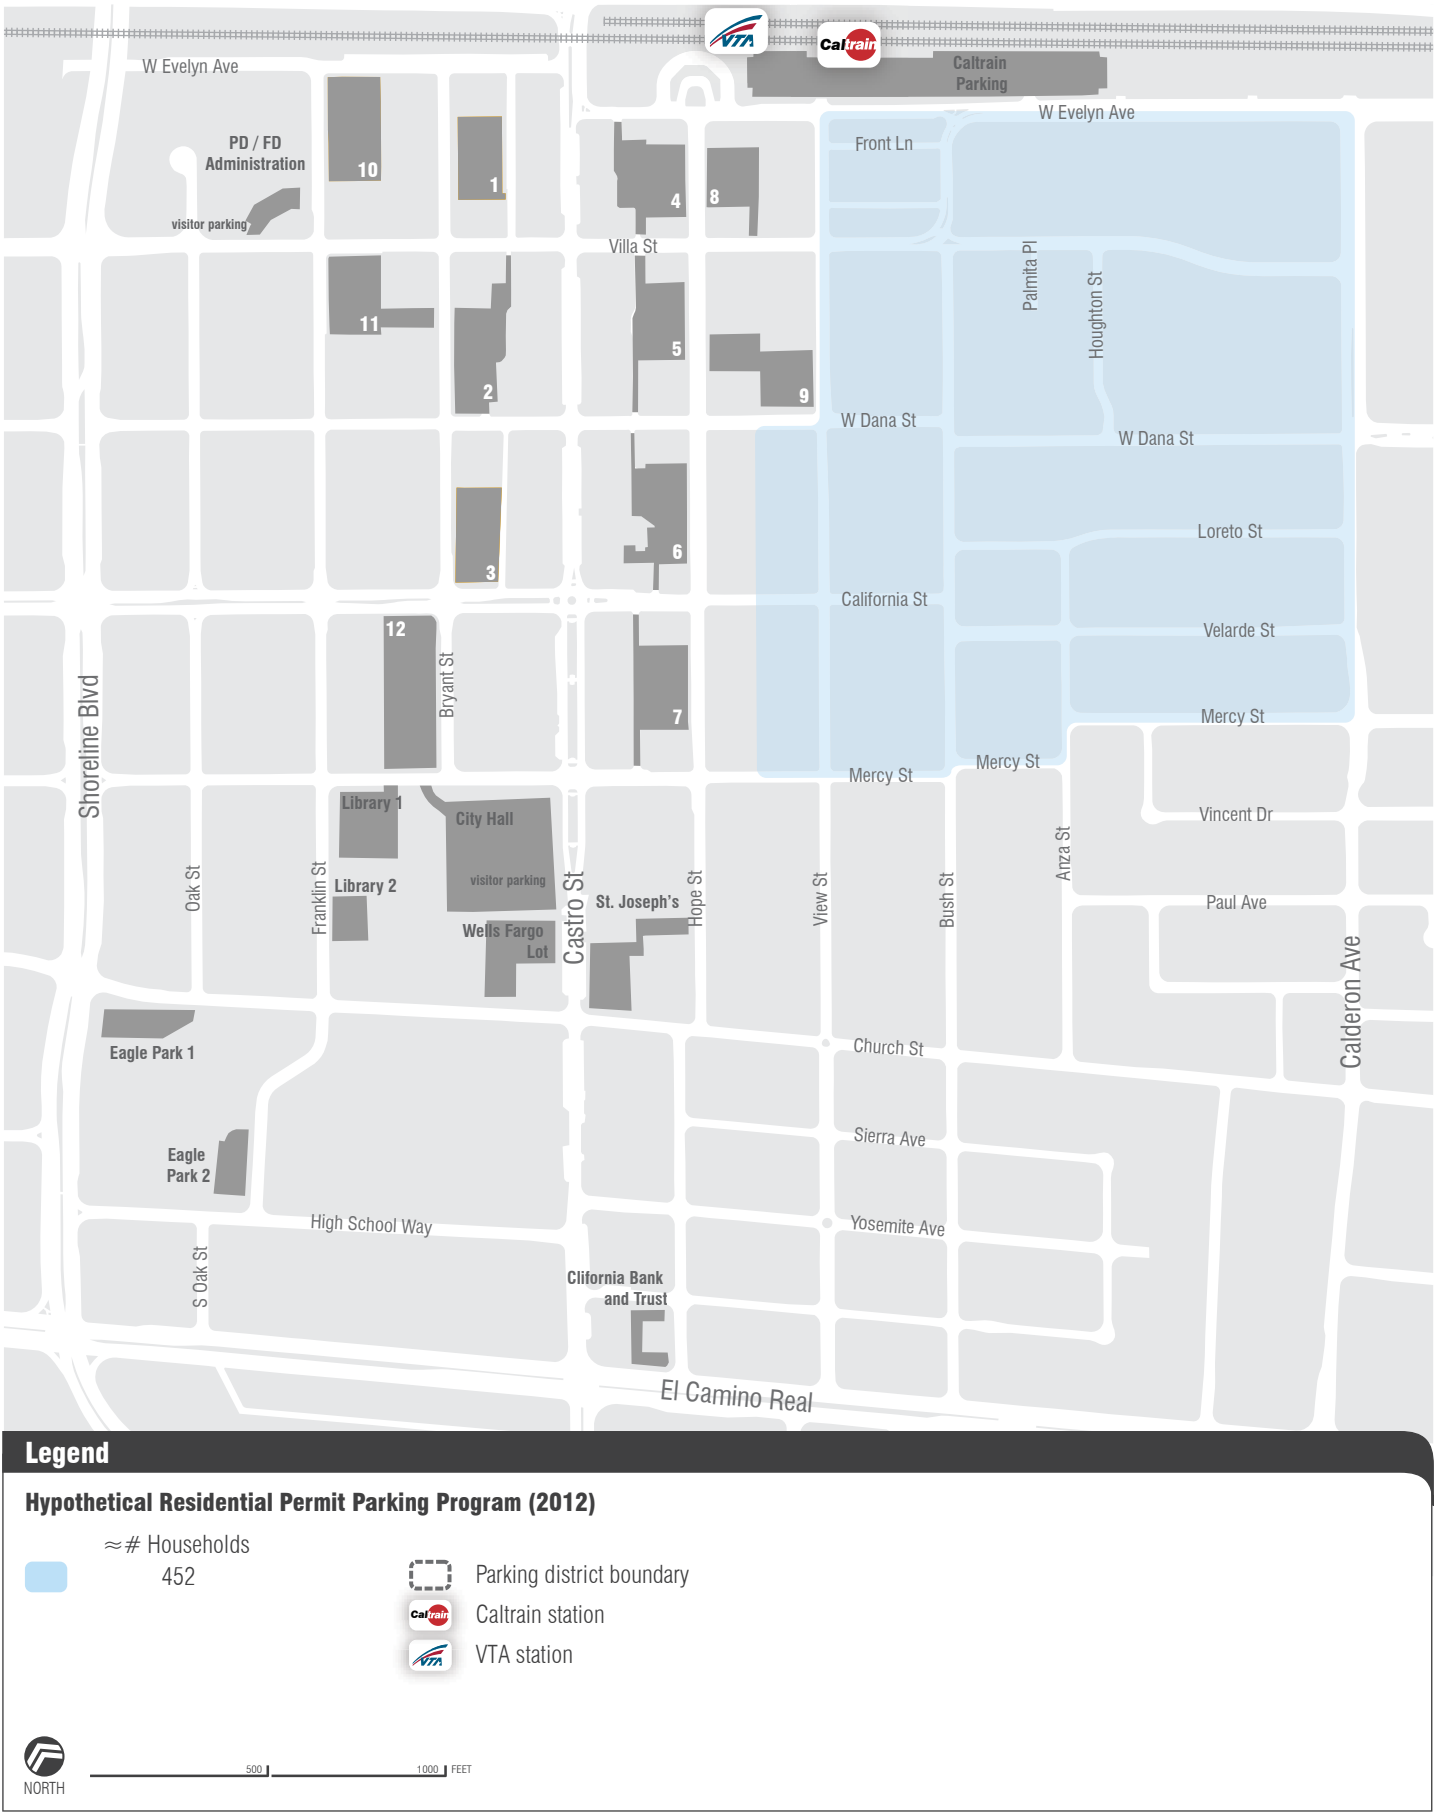 VTA
Caltrain
Caltrain
Parking
W Evelyn Ave
W Evelyn Ave
PD / FD
Administration
visitor parking
10
1
4
8
Front Ln
Villa St
Palmita Pl
Houghton St
11
2
5
9
W Dana St
W Dana St
3
6
Loreto St
California St
12
Velarde St
Bryant St
Shoreline Blvd
7
Mercy St
Mercy St
Mercy St
Library 1
City Hall
Vincent Dr
Anza St
visitor parking
Oak St
Franklin St
Library 2
Castro St
St. Joseph's
Hope St
View St
Bush St
Paul Ave
Wells Fargo
Lot
Calderon Ave
Eagle Park 1
Church St
Eagle
Park 2
Sierra Ave
High School Way
Yosemite Ave
S Oak St
Clifornia Bank
and Trust
El Camino Real
Legend
Hypothetical Residential Permit Parking Program (2012)
≈# Households
452
Parking district boundary
Caltrain
Caltrain station
VTA
VTA station
NORTH
500
1000
FEET